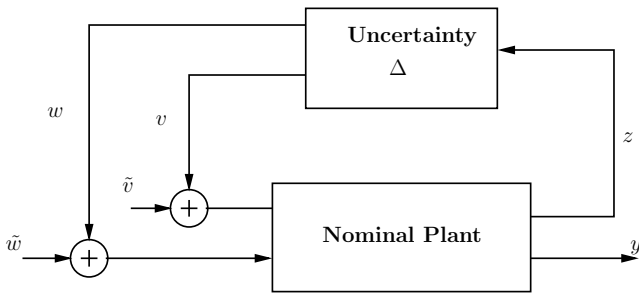 Uncertainty
Δ
w
v
z
ṽ
+
Nominal Plant
w̃
+
y